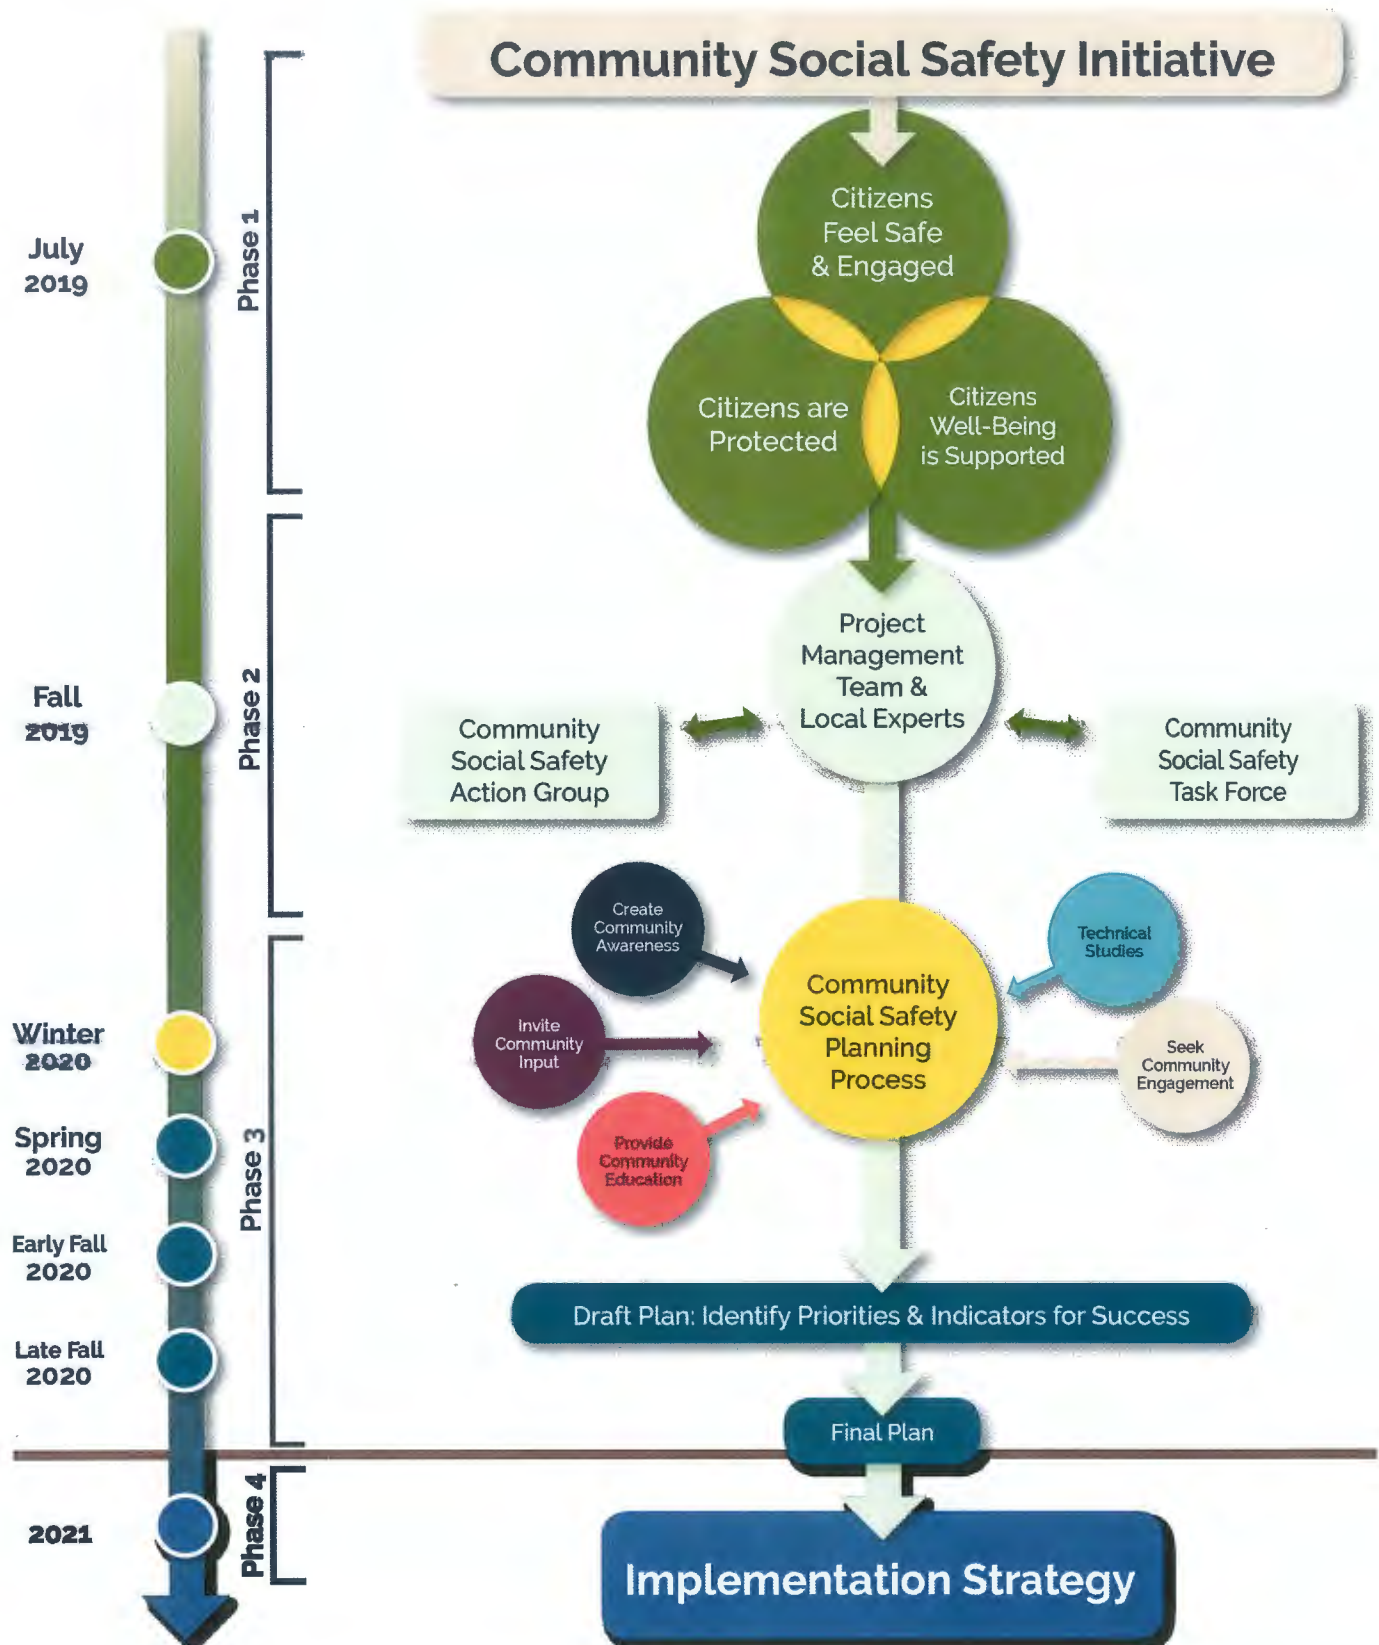 Community Social Safety Initiative
July
2019
Phase 1
Citizens
Feel Safe
& Engaged
Citizens are
Protected
Citizens
Well-Being
is Supported
Fall
2019
Phase 2
Project
Management
Team &
Local Experts
Community
Social Safety
Action Group
Community
Social Safety
Task Force
Winter
2020
Spring
2020
Early Fall
2020
Late Fall
2020
Phase 3
Create
Community
Awareness
Invite
Community
Input
Provide
Community
Education
Community
Social Safety
Planning
Process
Technical
Studies
Seek
Community
Engagement
Draft Plan: Identify Priorities & Indicators for Success
Final Plan
2021
Phase 4
Implementation Strategy